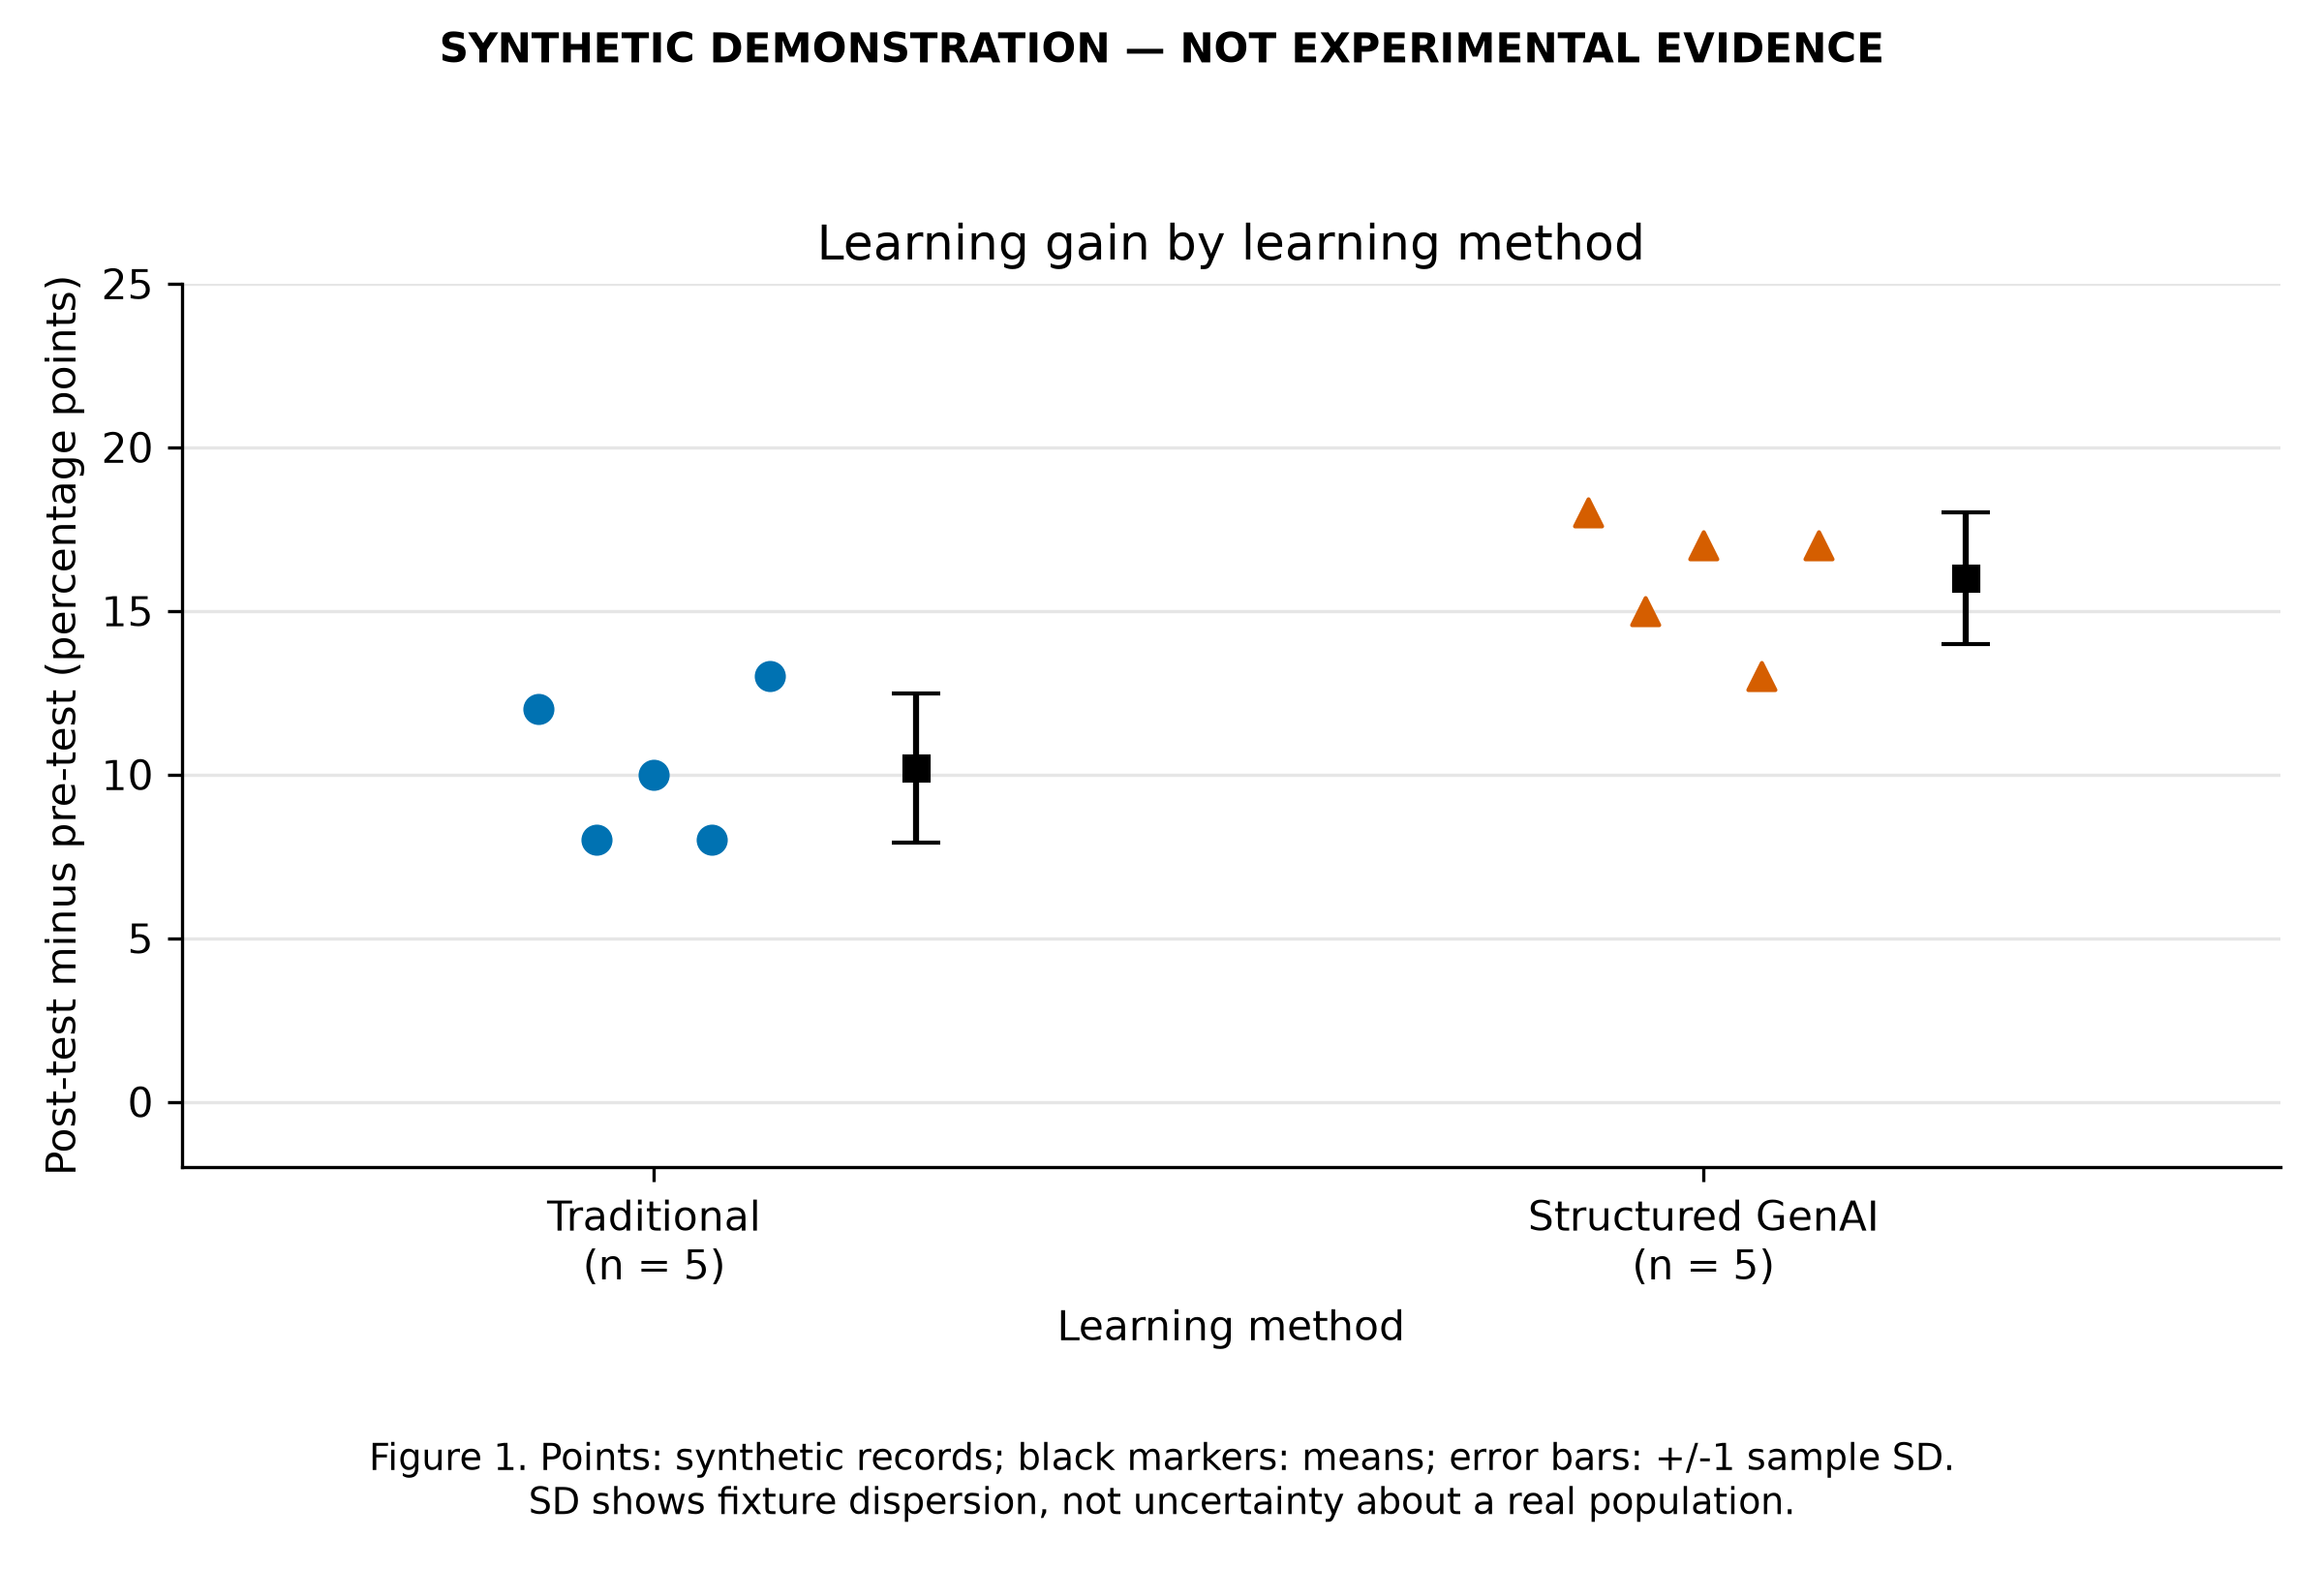 SYNTHETIC DEMONSTRATION — NOT EXPERIMENTAL EVIDENCE
Learning gain by learning method
Post-test minus pre-test (percentage points)
25
20
15
10
5
0
Traditional
(n = 5)
Structured GenAI
(n = 5)
Learning method
Figure 1. Points: synthetic records; black markers: means; error bars: +/-1 sample SD.
SD shows fixture dispersion, not uncertainty about a real population.